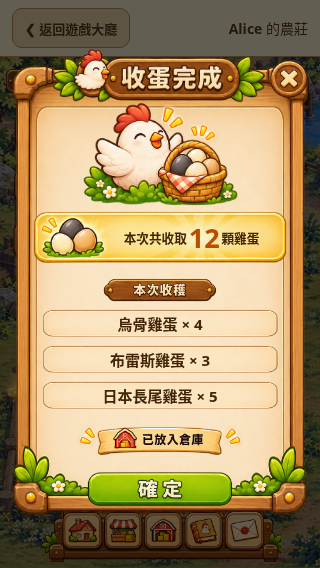 ❮ 返回遊戲大廳
Alice 的農莊
收蛋完成
本次共收取 12 顆雞蛋
本次收穫
烏骨雞蛋 × 4
布雷斯雞蛋 × 3
日本長尾雞蛋 × 5
已放入倉庫
確定